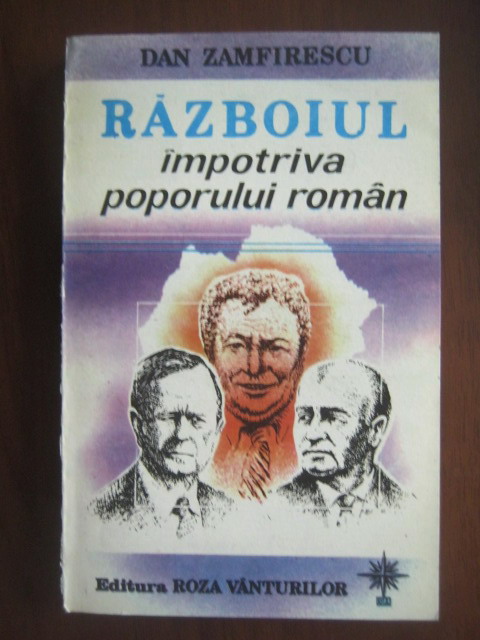 DAN ZAMFIRESCU
RĂZBOIUL
împotriva
poporului român
Editura ROZA VÂNTURILOR